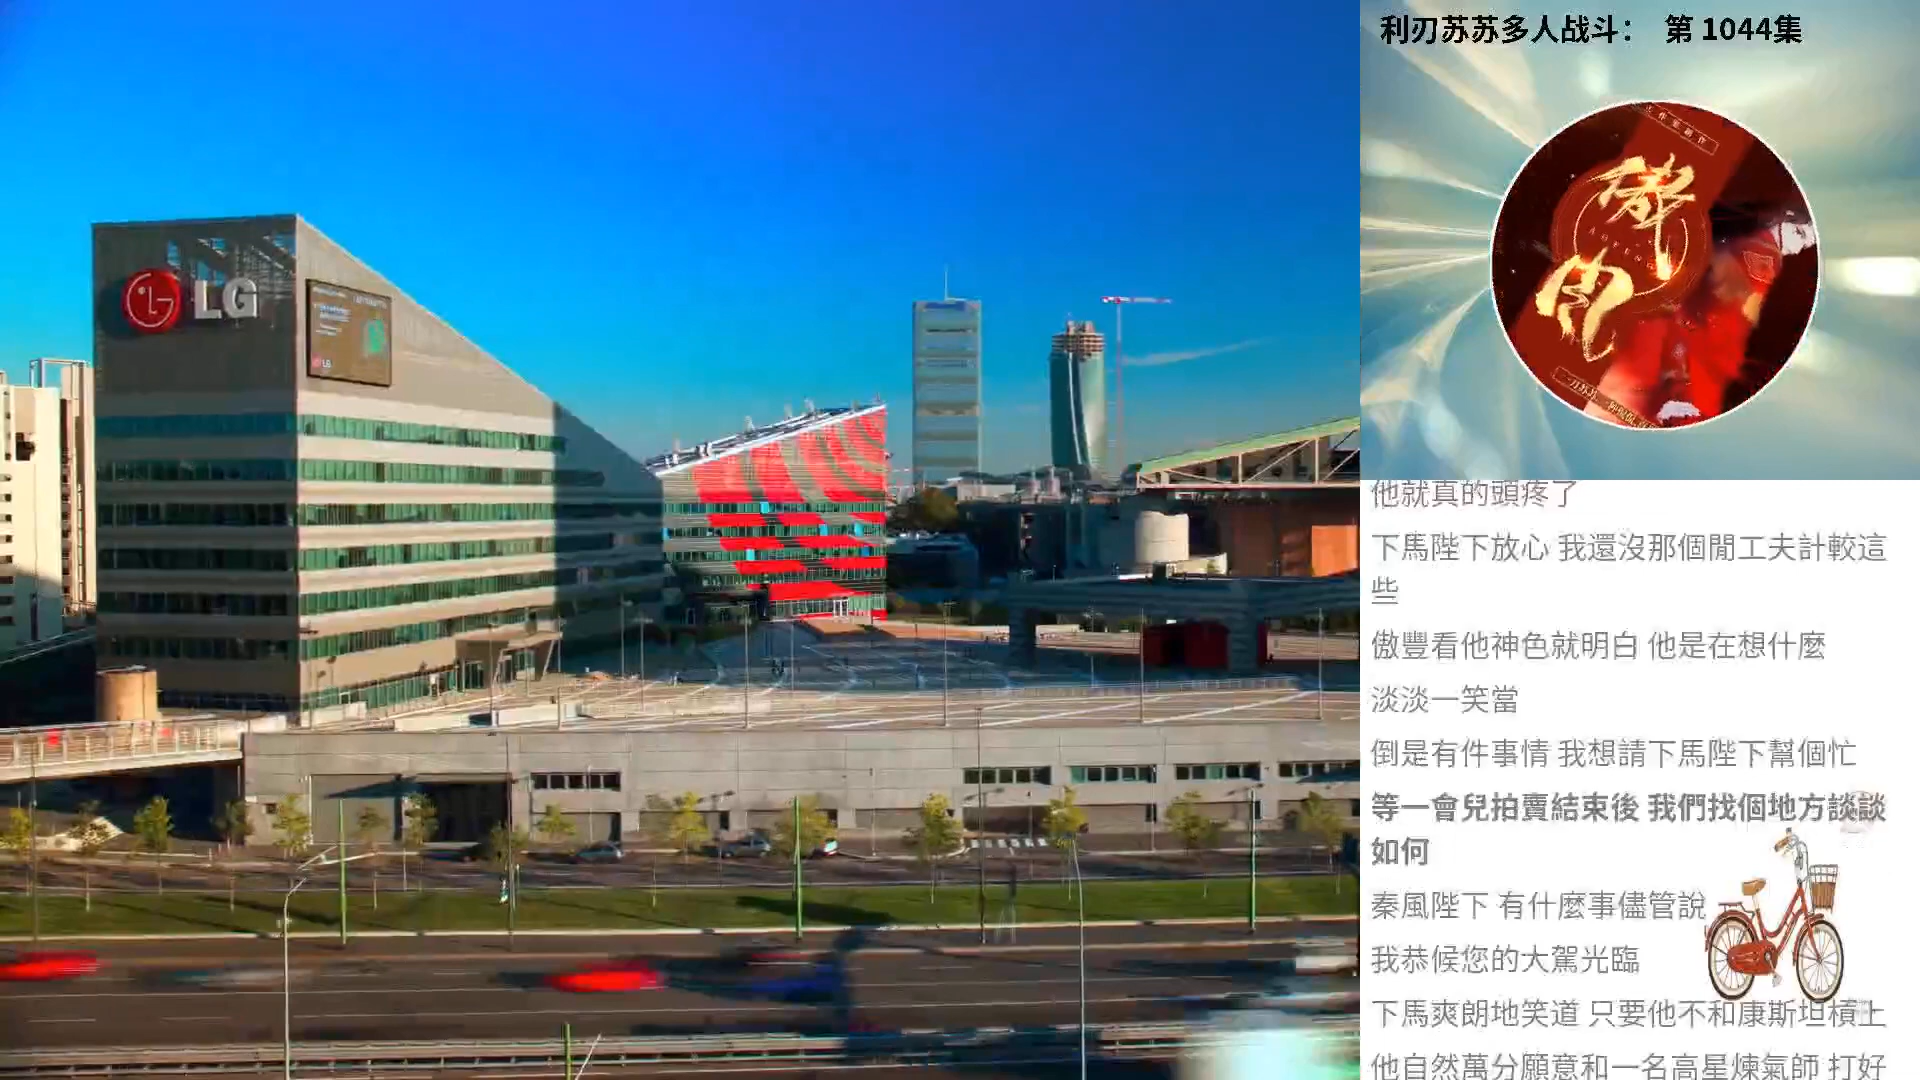 利刃苏苏多人战斗： 第 1044集
LG
LG
傲
他就真的頭疼了
下馬陛下放心 我還沒那個閒工夫計較這
些
傲豐看他神色就明白 他是在想什麼
淡淡一笑當
倒是有件事情 我想請下馬陛下幫個忙
等一會兒拍賣結束後 我們找個地方談談
如何
秦風陛下 有什麼事儘管說
我恭候您的大駕光臨
下馬爽朗地笑道 只要他不和康斯坦槓上
他自然萬分願意和一名高星煉氣師 打好